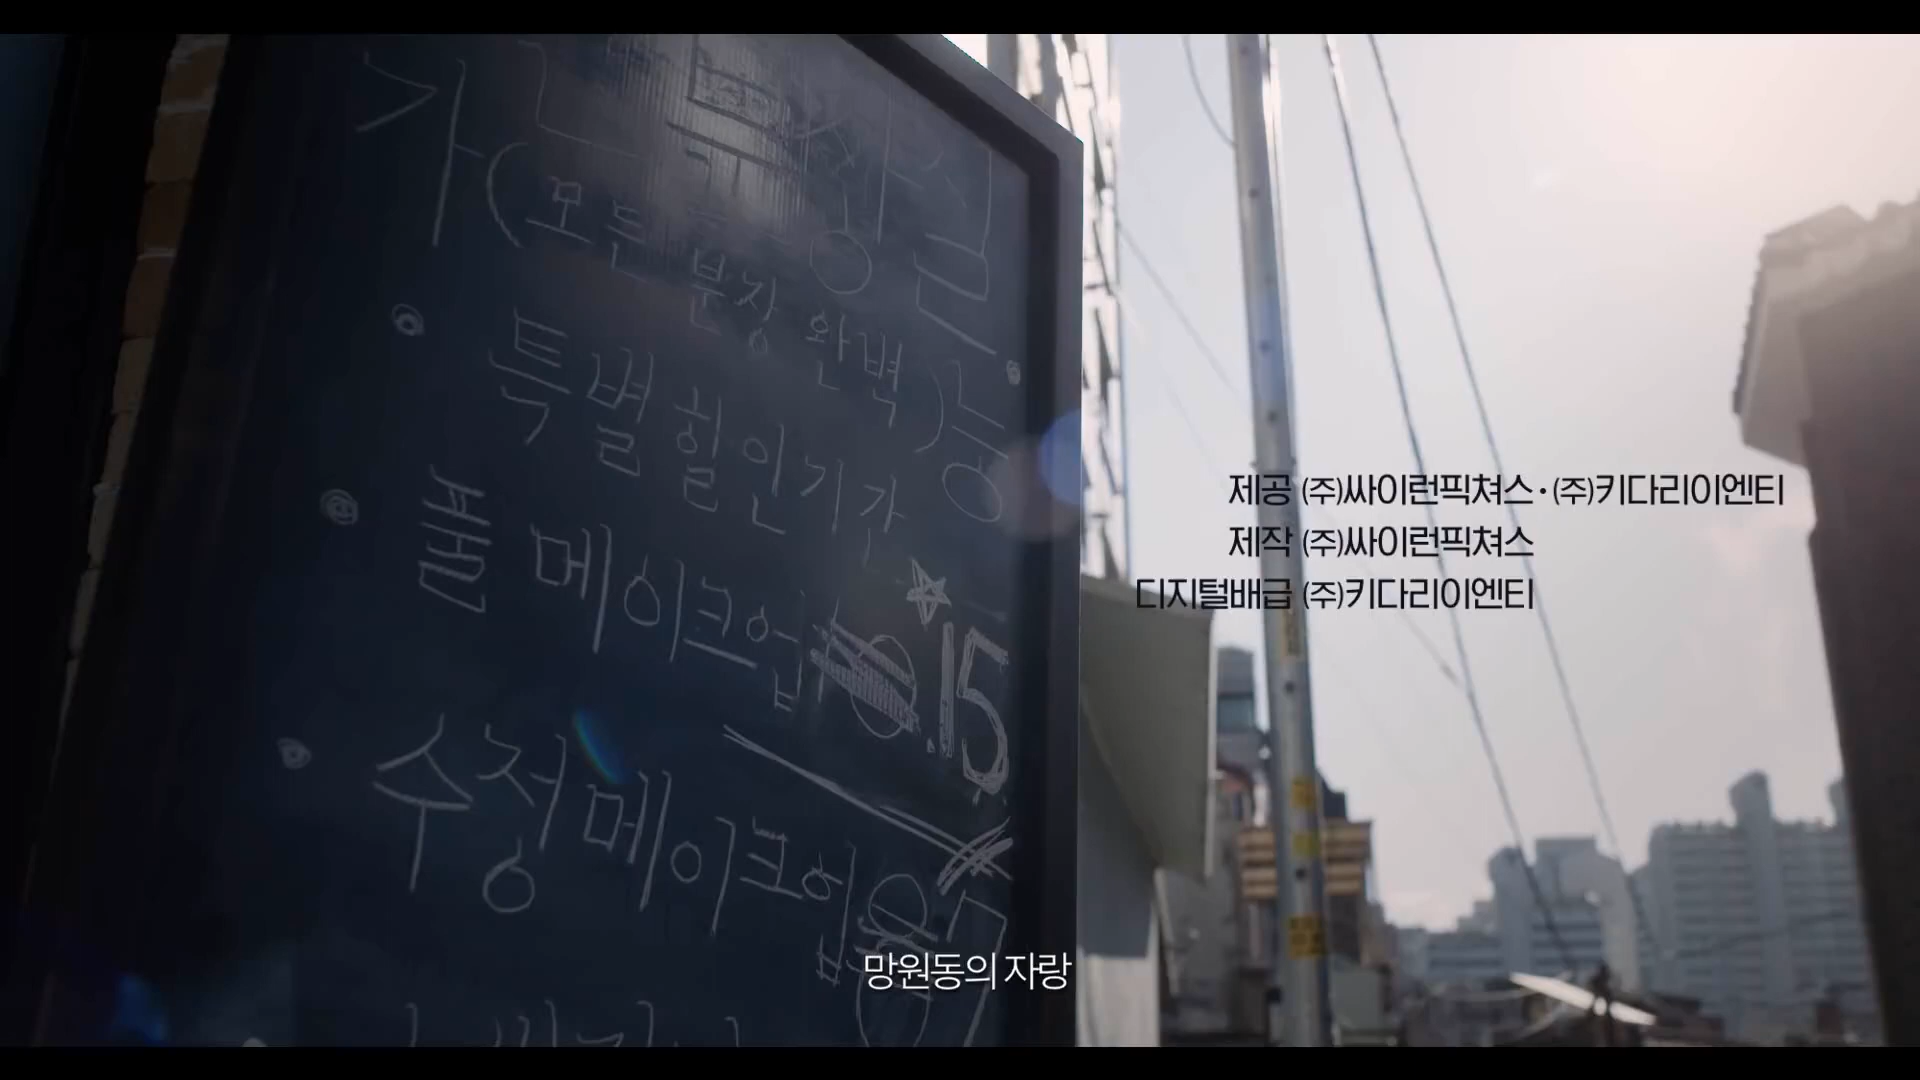 (모든 분장 완벽)
특별할인기간
풀 메이크업 15
수정메이크업 7
제공 (주)싸이런픽쳐스·(주)키다리이엔티
제작 (주)싸이런픽쳐스
디지털배급 (주)키다리이엔티
망원동의 자랑